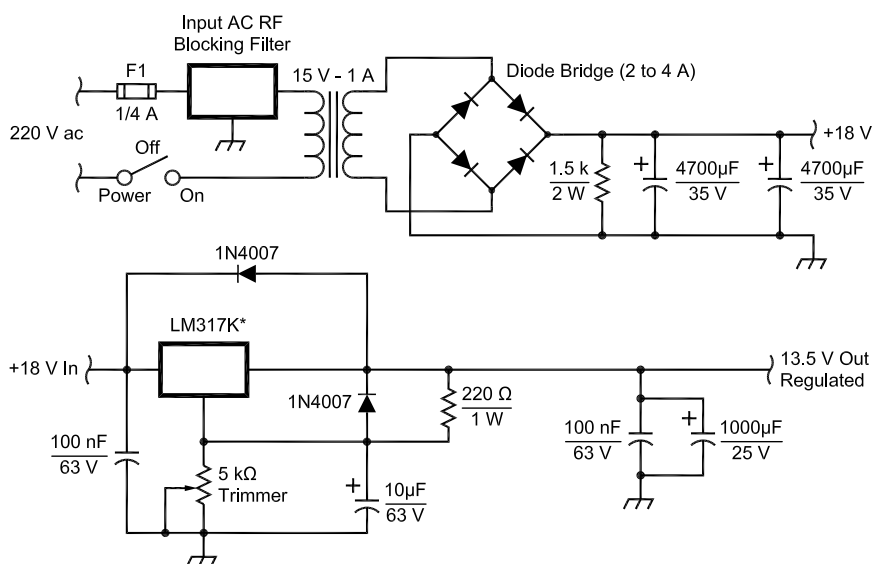 Input AC RF
Blocking Filter
F1
1/4 A
15 V - 1 A
Diode Bridge (2 to 4 A)
220 V ac
Off
Power
On
+18 V
1.5 k
2 W
+
4700µF
35 V
+
4700µF
35 V
1N4007
LM317K*
+18 V In
13.5 V Out
Regulated
1N4007
220 Ω
1 W
100 nF
63 V
5 kΩ
Trimmer
+
10µF
63 V
100 nF
63 V
+
1000µF
25 V